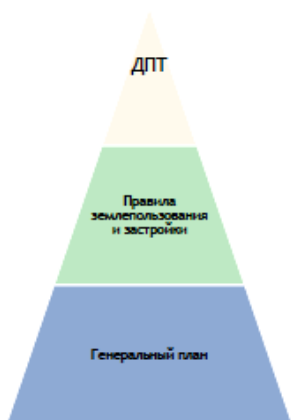 ДПТ
Правила
землепользования
и застройки
Генеральный план